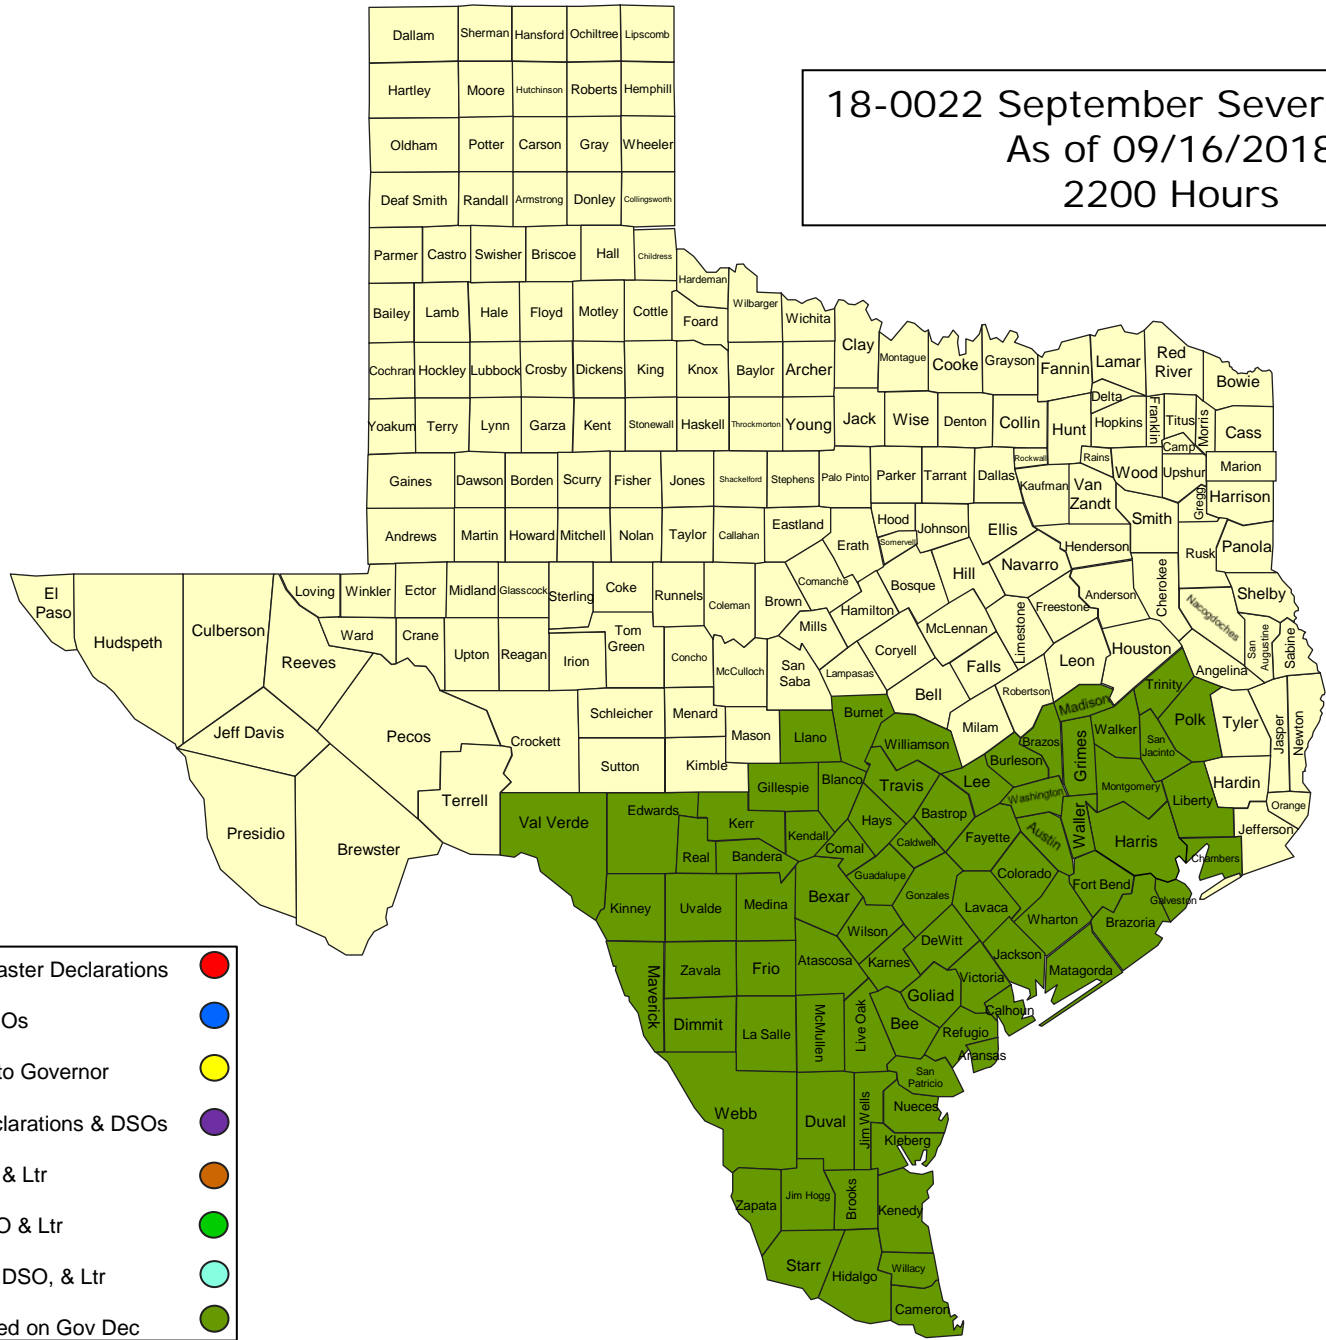 Dallam Sherman Hansford Ochiltree Lipscomb
Hartley Moore Hutchinson Roberts Hemphill
18-0022 September Sever
As of 09/16/2018
2200 Hours
Oldham Potter Carson Gray Wheeler
Deaf Smith Randall Armstrong Donley Collingsworth
Parmer Castro Swisher Briscoe Hall Childress
Hardeman
Bailey Lamb Hale Floyd Motley Cottle Foard Wilbarger Wichita
Clay Montague Cooke Grayson Fannin Lamar Red River Bowie
Cochran Hockley Lubbock Crosby Dickens King Knox Baylor Archer
Delta
Yoakum Terry Lynn Garza Kent Stonewall Haskell Throckmorton Young Jack Wise Denton Collin Hunt Hopkins Franklin Titus Morris Cass
Camp
Rockwall Rains
Gaines Dawson Borden Scurry Fisher Jones Shackelford Stephens Palo Pinto Parker Tarrant Dallas Kaufman Van Zandt Wood Upshur Marion
Gregg Harrison
Andrews Martin Howard Mitchell Nolan Taylor Callahan Eastland Erath Hood Somervell Johnson Ellis Henderson Smith Rusk Panola
El Paso Hudspeth Culberson Loving Winkler Ector Midland Glasscock Sterling Coke Runnels Coleman Brown Comanche Hamilton Bosque Hill Navarro Freestone Anderson Cherokee Nacogdoches Shelby
Reeves Ward Crane Upton Reagan Irion Tom Green Concho McCulloch San Saba Mills Lampasas Coryell McLennan Limestone Falls Leon Houston Angelina San Augustine Sabine
Jeff Davis Pecos Crockett Schleicher Menard Mason Llano Burnet Bell Milam Robertson Madison Trinity Polk Tyler Jasper Newton
Sutton Kimble Gillespie Blanco Williamson Travis Lee Burleson Brazos Grimes Walker San Jacinto Hardin
Presidio Brewster Terrell Val Verde Edwards Kerr Kendall Hays Bastrop Washington Montgomery Liberty Orange
Real Bandera Comal Caldwell Fayette Austin Waller Harris Chambers Jefferson
Kinney Uvalde Medina Bexar Guadalupe Gonzales Lavaca Colorado Fort Bend Galveston
Wilson DeWitt Wharton Brazoria
Maverick Zavala Frio Atascosa Karnes Victoria Jackson Matagorda
Dimmit La Salle McMullen Live Oak Bee Goliad Refugio Calhoun
Aransas
San Patricio
Webb Duval Jim Wells Nueces
Kleberg
Zapata Jim Hogg Brooks Kenedy
Starr Hidalgo Willacy
Cameron
aster Declarations
Os
to Governor
clarations & DSOs
& Ltr
O & Ltr
DSO, & Ltr
ed on Gov Dec